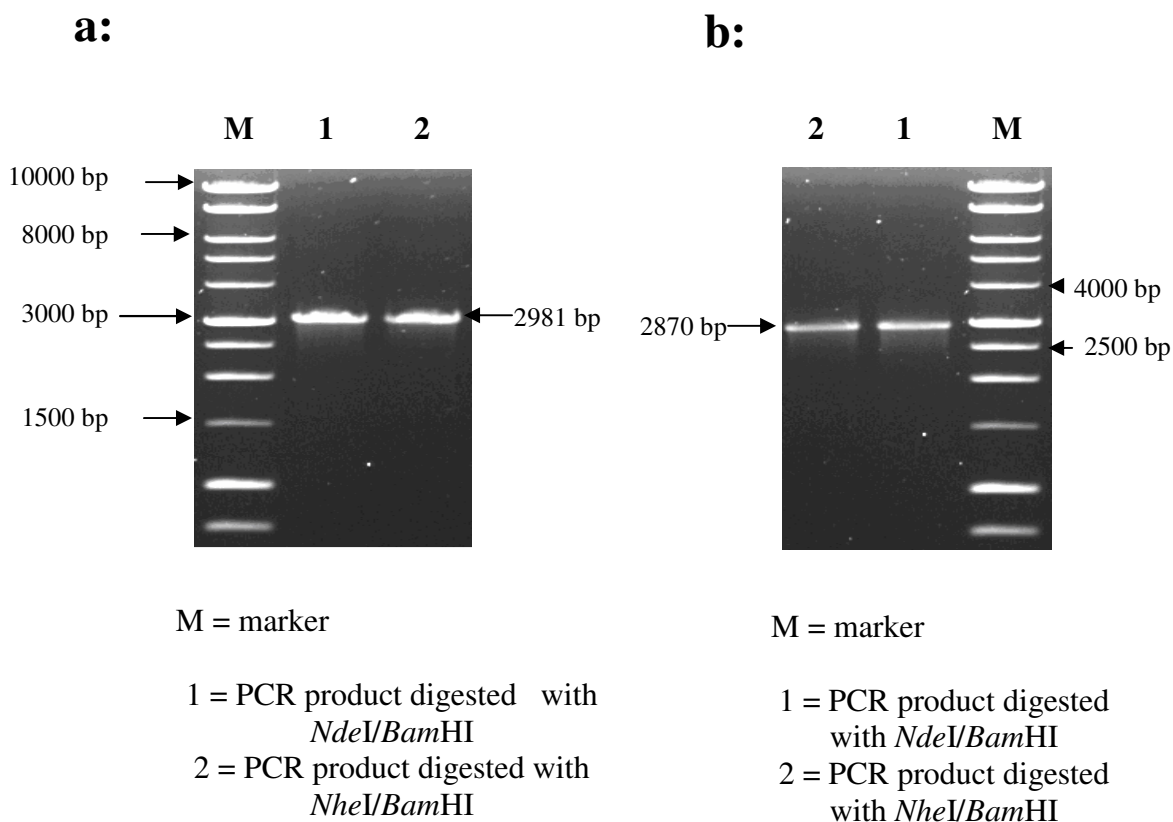 a:
M 1 2
10000 bp
8000 bp
3000 bp
2981 bp
1500 bp
M = marker
1 = PCR product digested with
NdeI/BamHI
2 = PCR product digested with
NheI/BamHI
b:
2 1 M
4000 bp
2870 bp
2500 bp
M = marker
1 = PCR product digested
with NdeI/BamHI
2 = PCR product digested
with NheI/BamHI